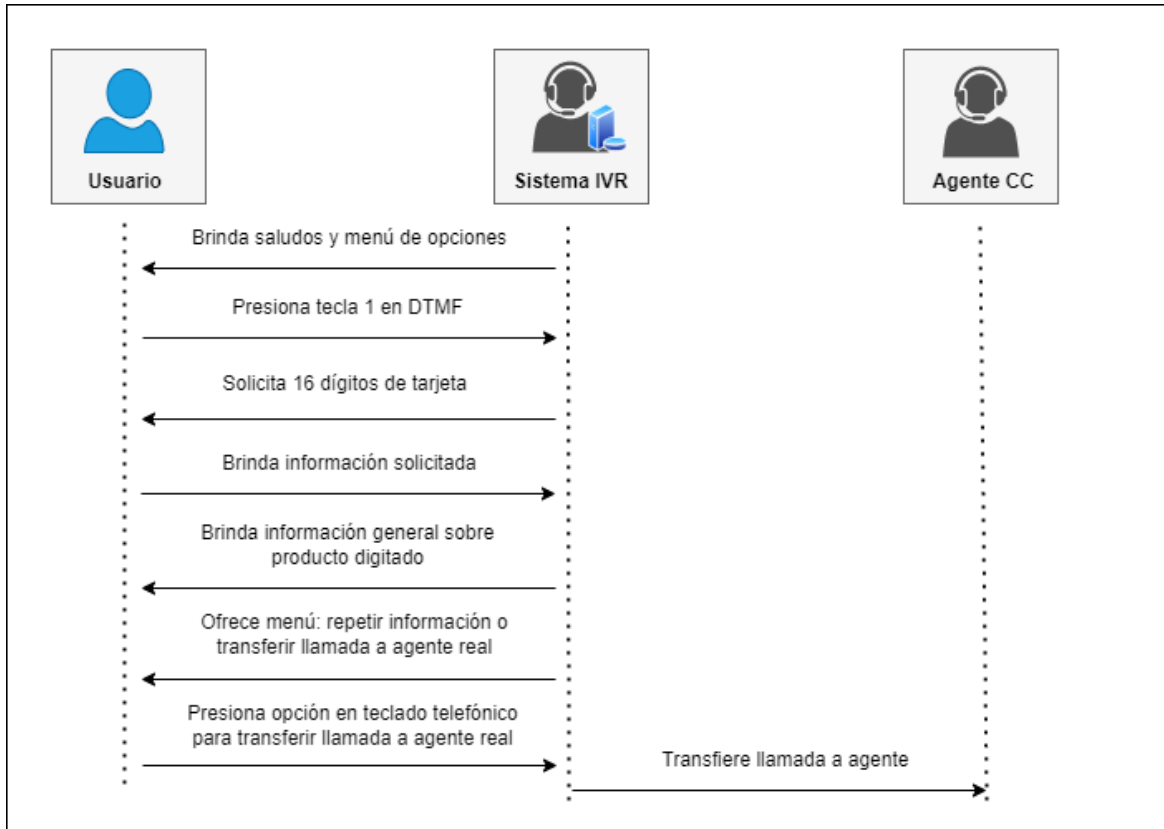 Usuario
Sistema IVR
Agente CC
Brinda saludos y menú de opciones
Presiona tecla 1 en DTMF
Solicita 16 dígitos de tarjeta
Brinda información solicitada
Brinda información general sobre
producto digitado
Ofrece menú: repetir información o
transferir llamada a agente real
Presiona opción en teclado telefónico
para transferir llamada a agente real
Transfiere llamada a agente